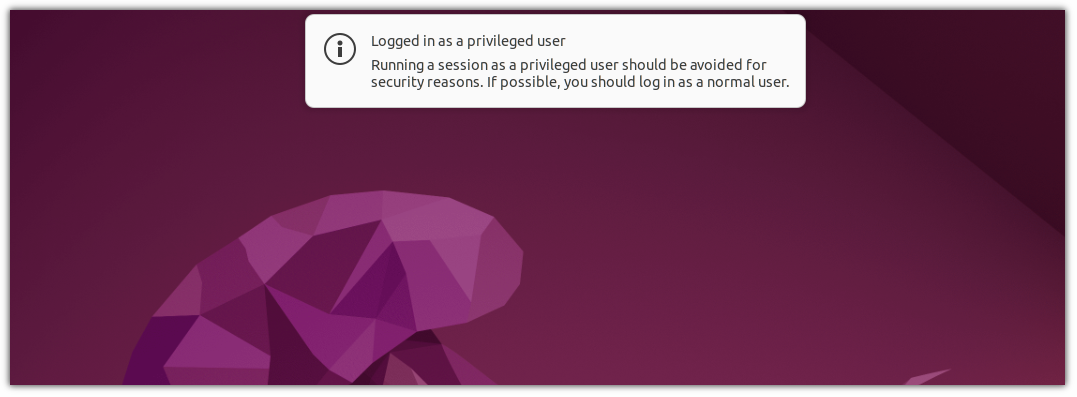 Logged in as a privileged user
Running a session as a privileged user should be avoided for
security reasons. If possible, you should log in as a normal user.